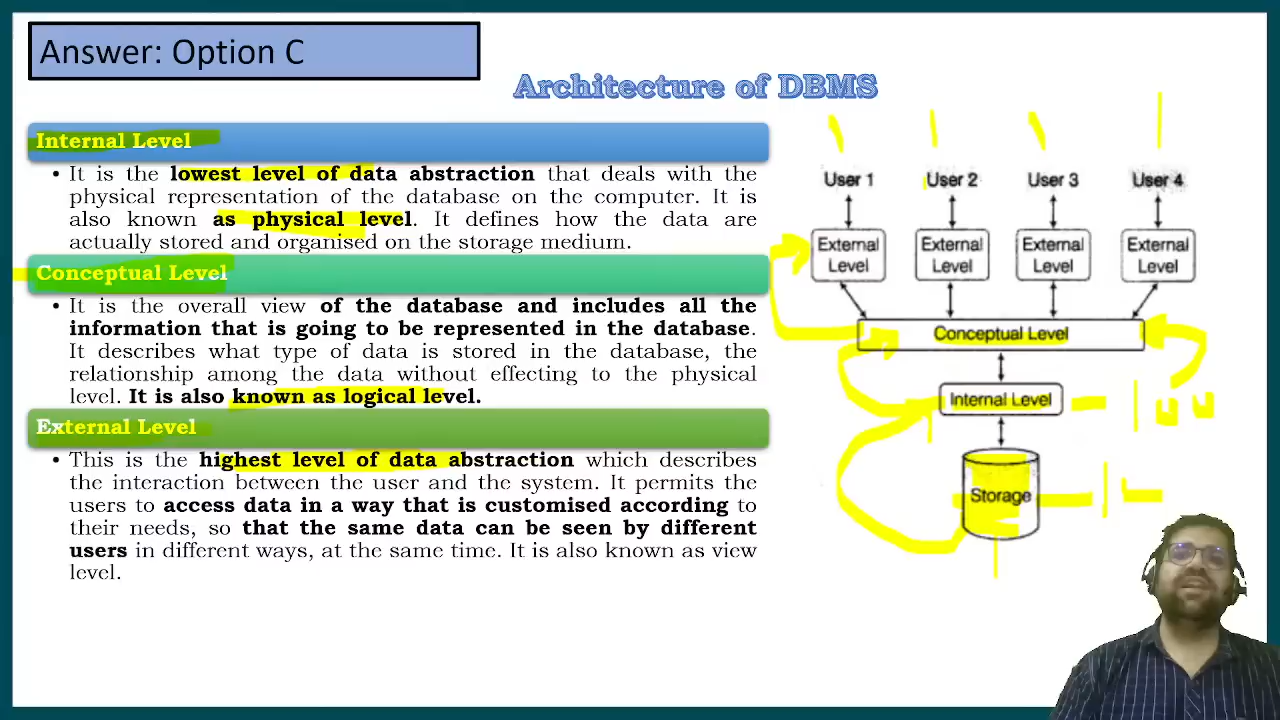 Answer: Option C
Architecture of DBMS
Internal Level
• It is the lowest level of data abstraction that deals with the
physical representation of the database on the computer. It is
also known as physical level. It defines how the data are
actually stored and organised on the storage medium.
Conceptual Level
• It is the overall view of the database and includes all the
information that is going to be represented in the database.
It describes what type of data is stored in the database, the
relationship among the data without effecting to the physical
level. It is also known as logical level.
External Level
• This is the highest level of data abstraction which describes
the interaction between the user and the system. It permits the
users to access data in a way that is customised according to
their needs, so that the same data can be seen by different
users in different ways, at the same time. It is also known as view
level.
User 1 User 2 User 3 User 4
External Level
External Level
External Level
External Level
Conceptual Level
Internal Level
Storage